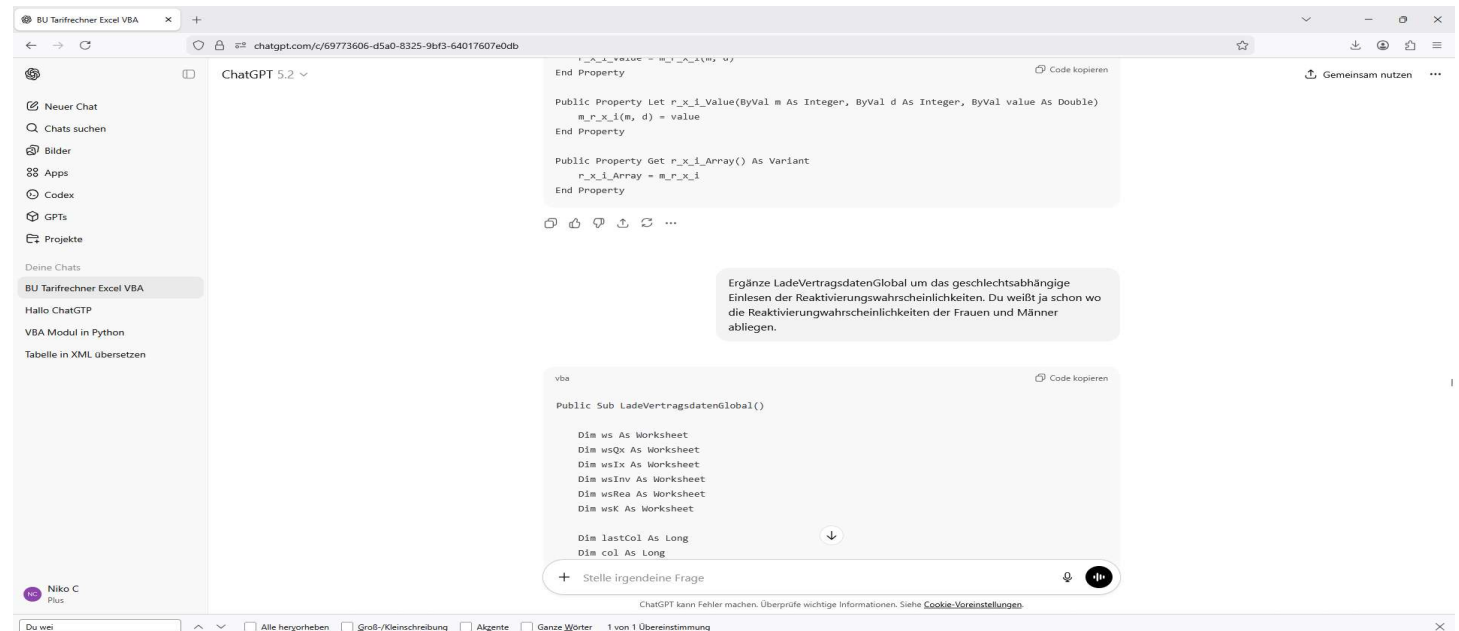 BU Tarifrechner Excel VBA
chatgpt.com/c/69773606-d5a0-8325-9bf3-64017607e0db
ChatGPT 5.2
Gemeinsam nutzen
Neuer Chat
Chats suchen
Bilder
Apps
Codex
GPTs
Projekte
Deine Chats
BU Tarifrechner Excel VBA
Hallo ChatGTP
VBA Modul in Python
Tabelle in XML übersetzen
Niko C
Plus
NC
r_x_i_Value = m_r_x_i(m, d)
End Property
Code kopieren
Public Property Let r_x_i_Value(ByVal m As Integer, ByVal d As Integer, ByVal value As Double)
m_r_x_i(m, d) = value
End Property
Public Property Get r_x_i_Array() As Variant
r_x_i_Array = m_r_x_i
End Property
Ergänze LadeVertragsdatenGlobal um das geschlechtsabhängige
Einlesen der Reaktivierungswahrscheinlichkeiten. Du weißt ja schon wo
die Reaktivierungwahrscheinlichkeiten der Frauen und Männer
abliegen.
vba
Code kopieren
Public Sub LadeVertragsdatenGlobal()
Dim ws As Worksheet
Dim wsQx As Worksheet
Dim wsIx As Worksheet
Dim wsInv As Worksheet
Dim wsRea As Worksheet
Dim wsK As Worksheet
Dim lastCol As Long
Dim col As Long
Stelle irgendeine Frage
ChatGPT kann Fehler machen. Überprüfe wichtige Informationen. Siehe Cookie-Voreinstellungen.
Du wei
Alle hervorheben
Groß-/Kleinschreibung
Akzente
Ganze Wörter
1 von 1 Übereinstimmung